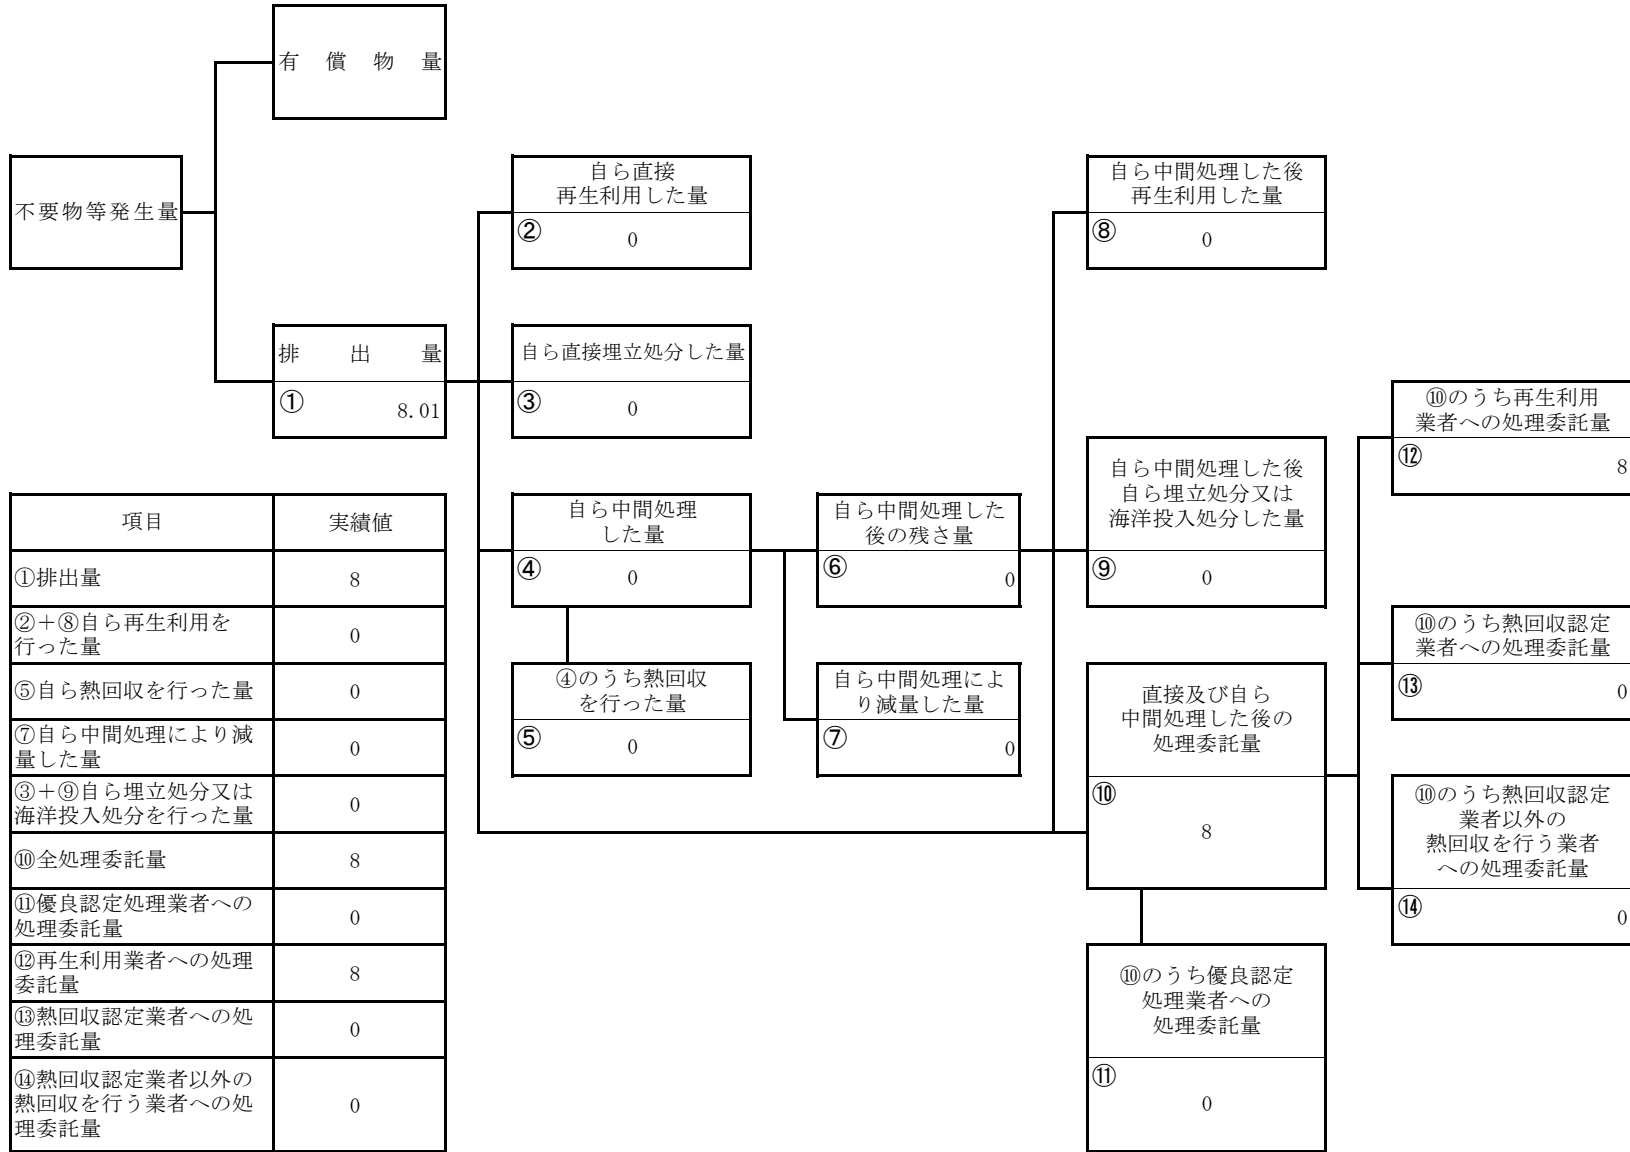 有償物量
不要物等発生量
排出量
①
8.01
自ら直接
再生利用した量
②
0
自ら直接埋立処分した量
③
0
自ら中間処理
した量
④
0
④のうち熱回収
を行った量
⑤
0
自ら中間処理した
後の残さ量
⑥
0
自ら中間処理によ
り減量した量
⑦
0
自ら中間処理した後
再生利用した量
⑧
0
自ら中間処理した後
自ら埋立処分又は
海洋投入処分した量
⑨
0
直接及び自ら
中間処理した後の
処理委託量
⑩
8
⑩のうち優良認定
処理業者への
処理委託量
⑪
0
⑩のうち再生利用
業者への処理委託量
⑫
8
⑩のうち熱回収認定
業者への処理委託量
⑬
0
⑩のうち熱回収認定
業者以外の
熱回収を行う業者
への処理委託量
⑭
0
項目 実績値
①排出量 8
②+⑧自ら再生利用を
行った量 0
⑤自ら熱回収を行った量 0
⑦自ら中間処理により減
量した量 0
③+⑨自ら埋立処分又は
海洋投入処分を行った量 0
⑩全処理委託量 8
⑪優良認定処理業者への
処理委託量 0
⑫再生利用業者への処理
委託量 8
⑬熱回収認定業者への処
理委託量 0
⑭熱回収認定業者以外の
熱回収を行う業者への処
理委託量 0